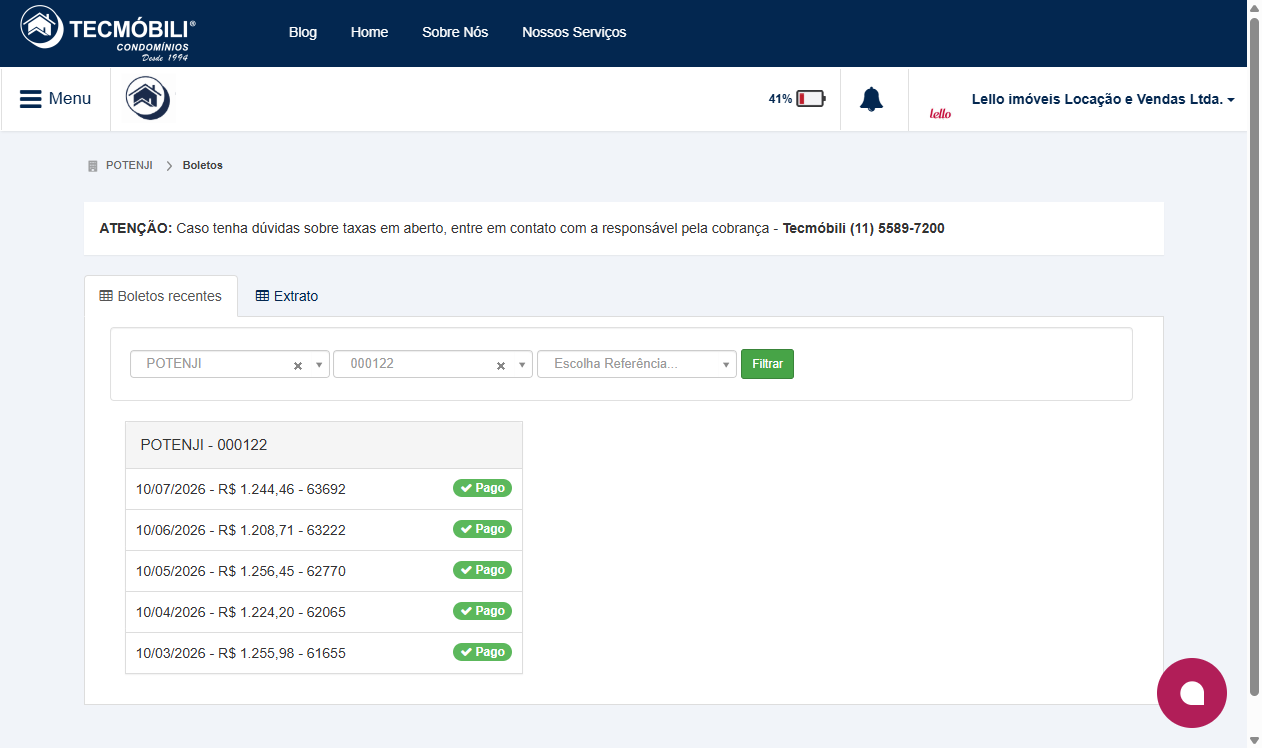 TECMÓBILI®
CONDOMÍNIOS
Desde 1994
Blog Home Sobre Nós Nossos Serviços
Menu
41%
lello
Lello imóveis Locação e Vendas Ltda.
POTENJI > Boletos
ATENÇÃO: Caso tenha dúvidas sobre taxas em aberto, entre em contato com a responsável pela cobrança - Tecmóbili (11) 5589-7200
Boletos recentes Extrato
POTENJI × 000122 × Escolha Referência... Filtrar
POTENJI - 000122
10/07/2026 - R$ 1.244,46 - 63692 Pago
10/06/2026 - R$ 1.208,71 - 63222 Pago
10/05/2026 - R$ 1.256,45 - 62770 Pago
10/04/2026 - R$ 1.224,20 - 62065 Pago
10/03/2026 - R$ 1.255,98 - 61655 Pago